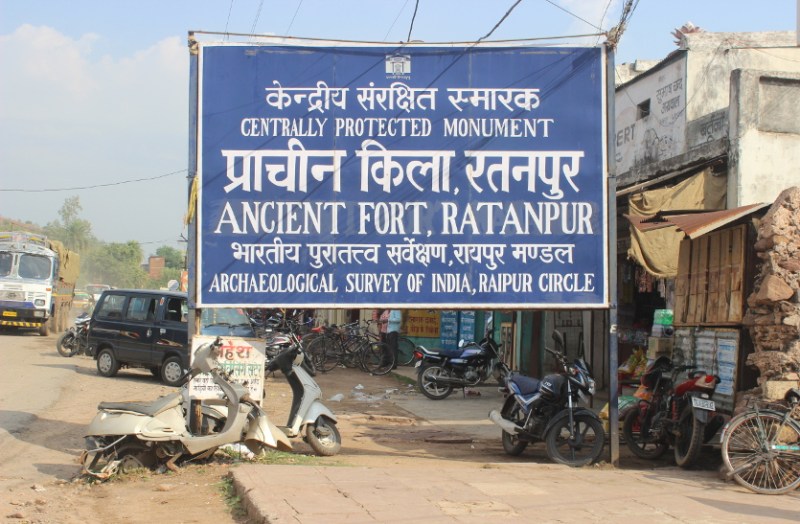 केन्द्रीय संरक्षित स्मारक
CENTRALLY PROTECTED MONUMENT
प्राचीन किला, रतनपुर
ANCIENT FORT, RATANPUR
भारतीय पुरातत्त्व सर्वेक्षण, रायपुर मण्डल
ARCHAEOLOGICAL SURVEY OF INDIA, RAIPUR CIRCLE